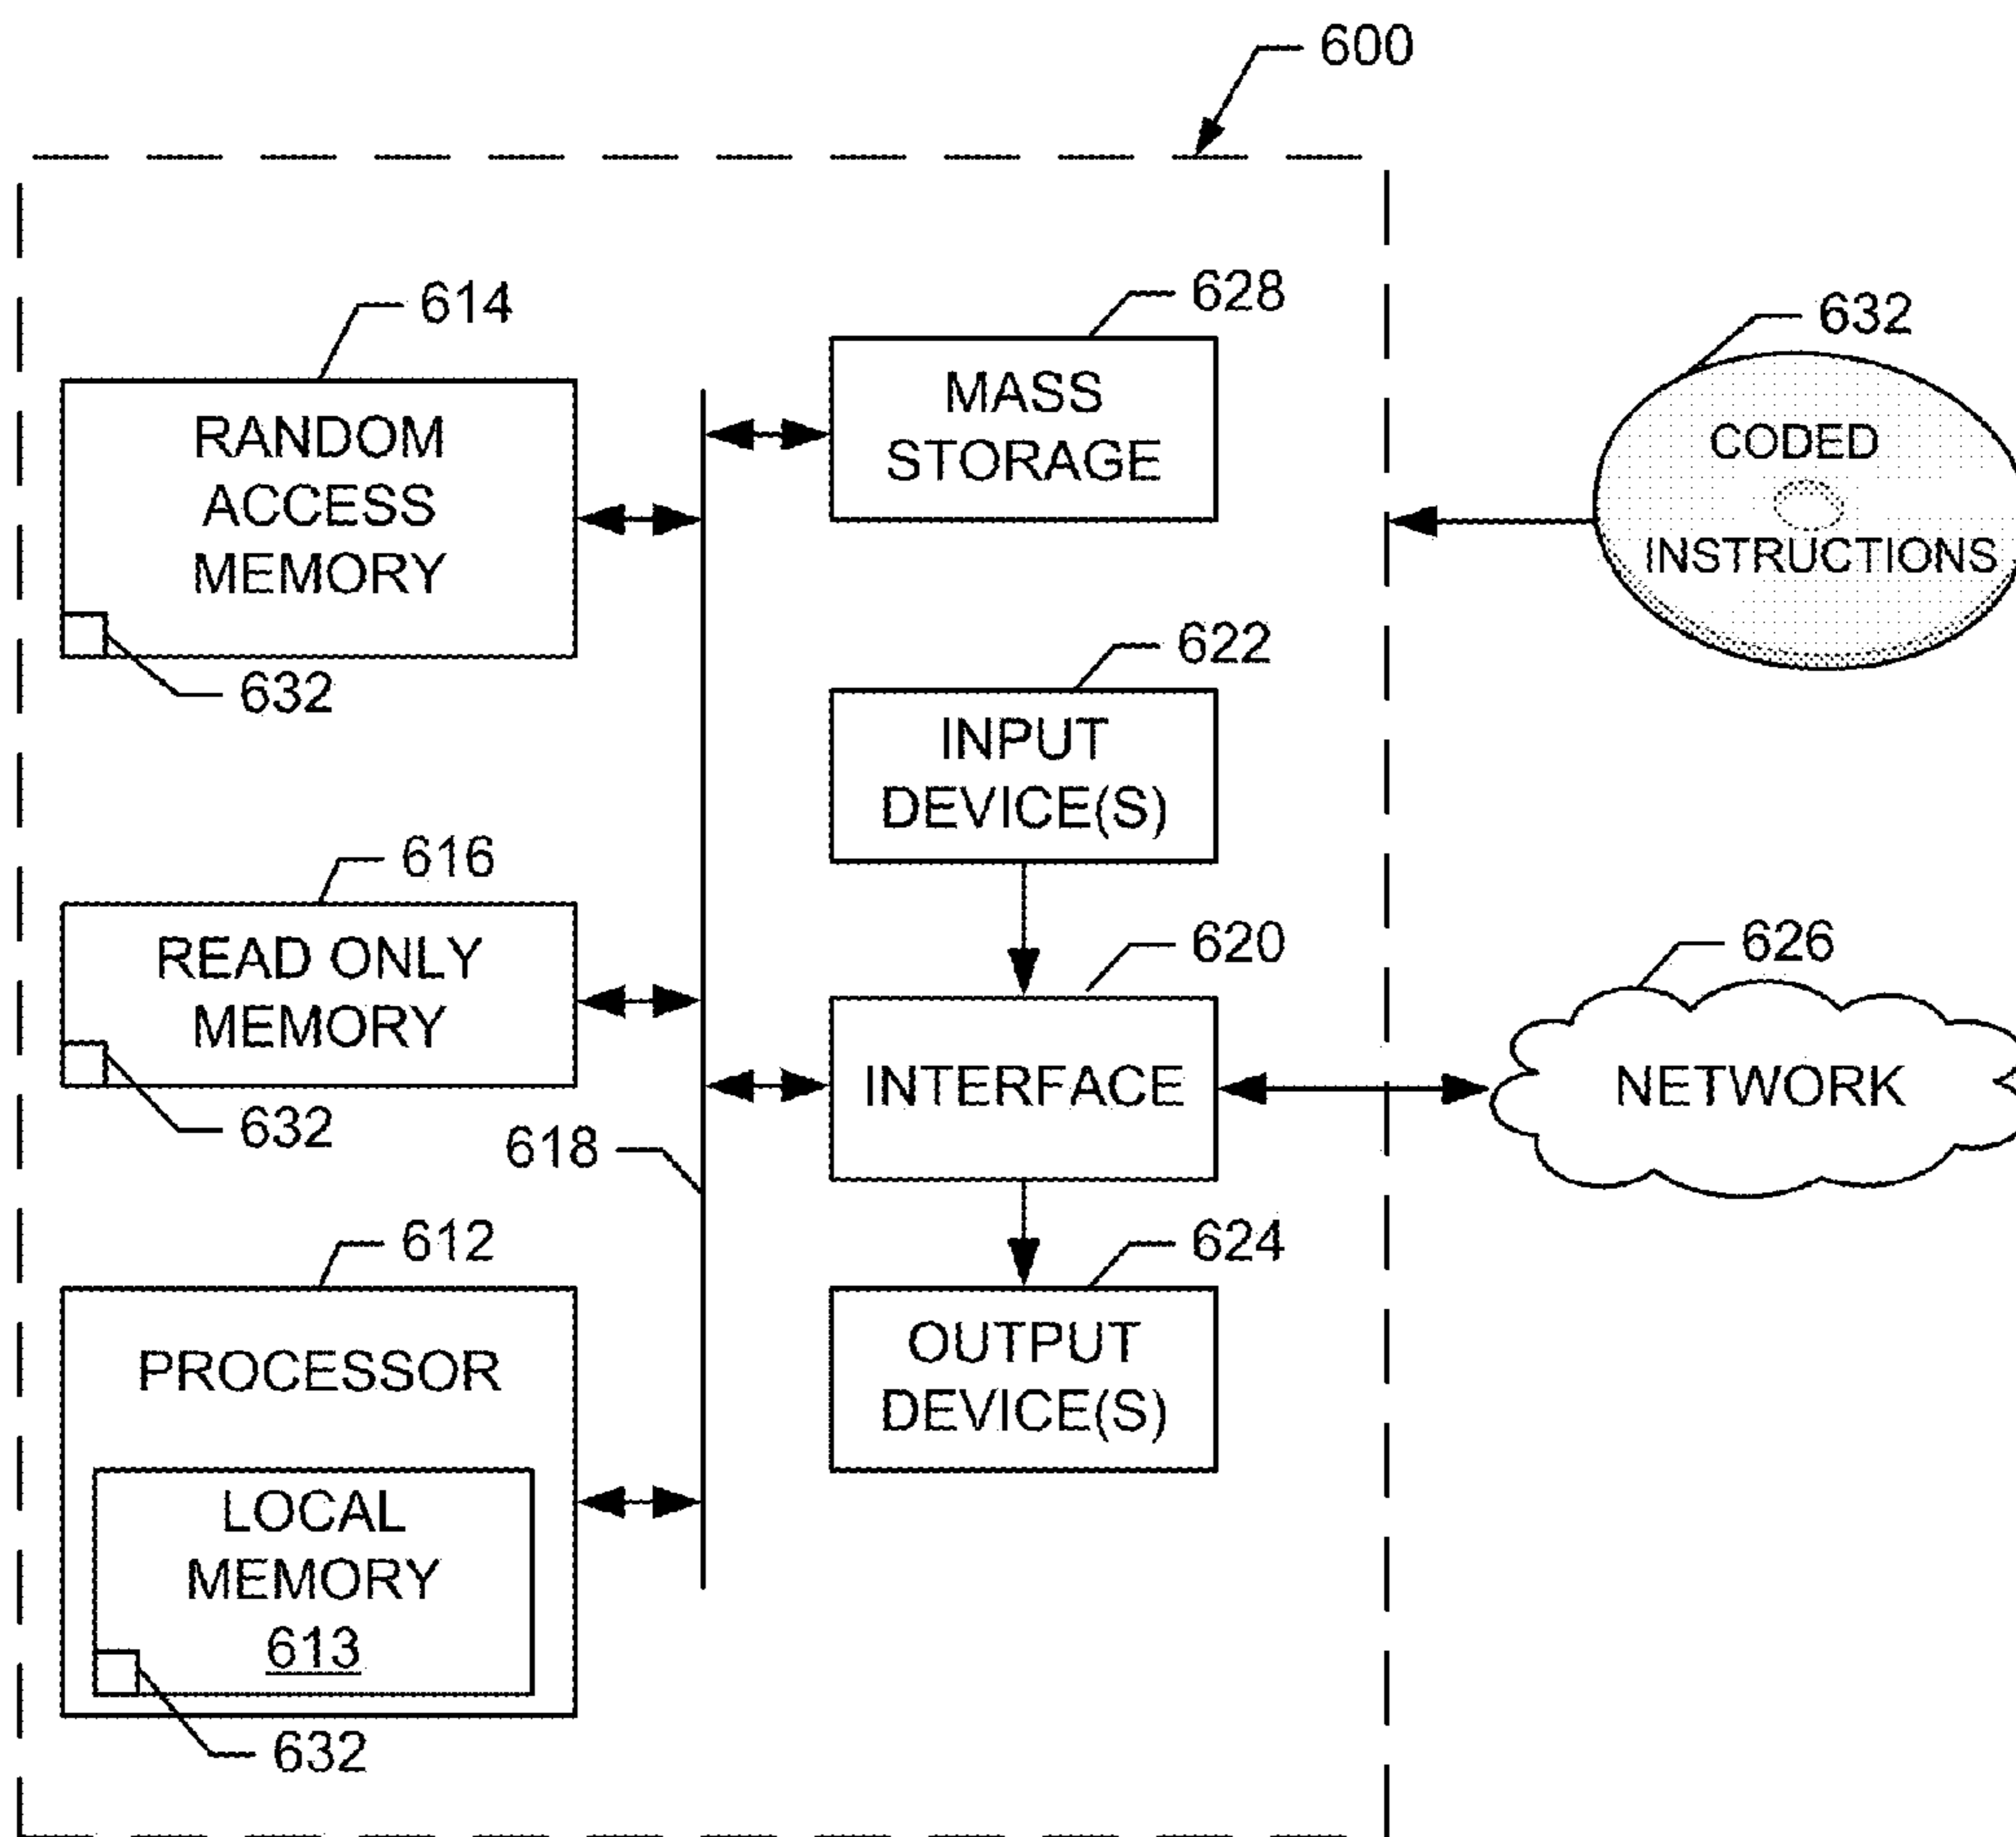 600
614
RANDOM
ACCESS
MEMORY
632
628
MASS
STORAGE
632
CODED
INSTRUCTIONS
622
INPUT
DEVICE(S)
616
READ ONLY
MEMORY
632
620
INTERFACE
626
NETWORK
618
612
PROCESSOR
LOCAL
MEMORY
613
632
624
OUTPUT
DEVICE(S)